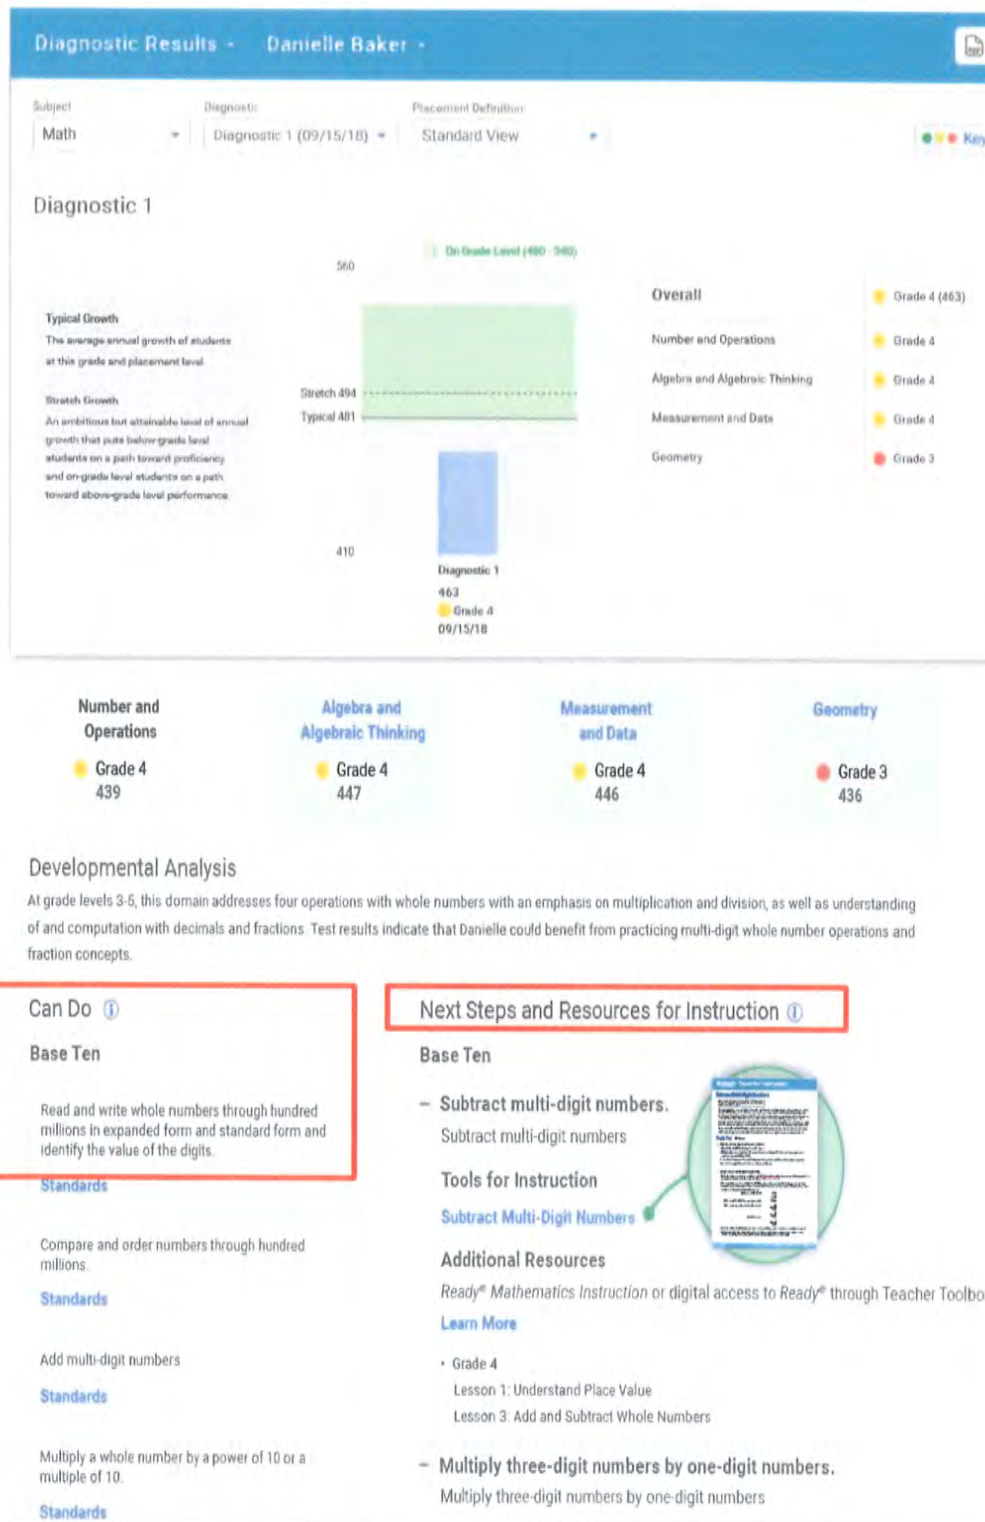 Diagnostic Results
Danielle Baker
Subject
Diagnostic
Placement Definition
Math
Diagnostic 1 (09/15/18)
Standard View
Key
Diagnostic 1
On Grade Level (480 - 560)
560
Typical Growth
The average annual growth of students
at this grade and placement level.
Stretch Growth
An ambitious but attainable level of annual
growth that puts below-grade level
students on a path toward proficiency
and on-grade level students on a path
toward above-grade level performance.
Stretch 494
Typical 481
410
Diagnostic 1
463
Grade 4
09/15/18
Overall
Grade 4 (463)
Number and Operations
Grade 4
Algebra and Algebraic Thinking
Grade 4
Measurement and Data
Grade 4
Geometry
Grade 3
Number and
Operations
Grade 4
439
Algebra and
Algebraic Thinking
Grade 4
447
Measurement
and Data
Grade 4
446
Geometry
Grade 3
436
Developmental Analysis
At grade levels 3-5, this domain addresses four operations with whole numbers with an emphasis on multiplication and division, as well as understanding
of and computation with decimals and fractions. Test results indicate that Danielle could benefit from practicing multi-digit whole number operations and
fraction concepts.
Can Do
Base Ten
Read and write whole numbers through hundred
millions in expanded form and standard form and
identify the value of the digits.
Standards
Compare and order numbers through hundred
millions.
Standards
Add multi-digit numbers
Standards
Multiply a whole number by a power of 10 or a
multiple of 10.
Standards
Next Steps and Resources for Instruction
Base Ten
– Subtract multi-digit numbers.
Subtract multi-digit numbers
Tools for Instruction
Subtract Multi-Digit Numbers
Additional Resources
Ready® Mathematics Instruction or digital access to Ready® through Teacher Toolbo
Learn More
• Grade 4
Lesson 1: Understand Place Value
Lesson 3: Add and Subtract Whole Numbers
– Multiply three-digit numbers by one-digit numbers.
Multiply three-digit numbers by one-digit numbers